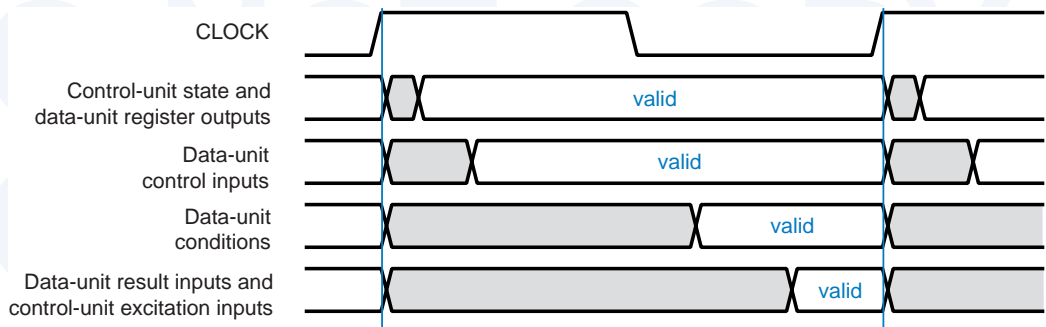 CLOCK
Control-unit state and
data-unit register outputs
valid
Data-unit
control inputs
valid
Data-unit
conditions
valid
Data-unit result inputs and
control-unit excitation inputs
valid